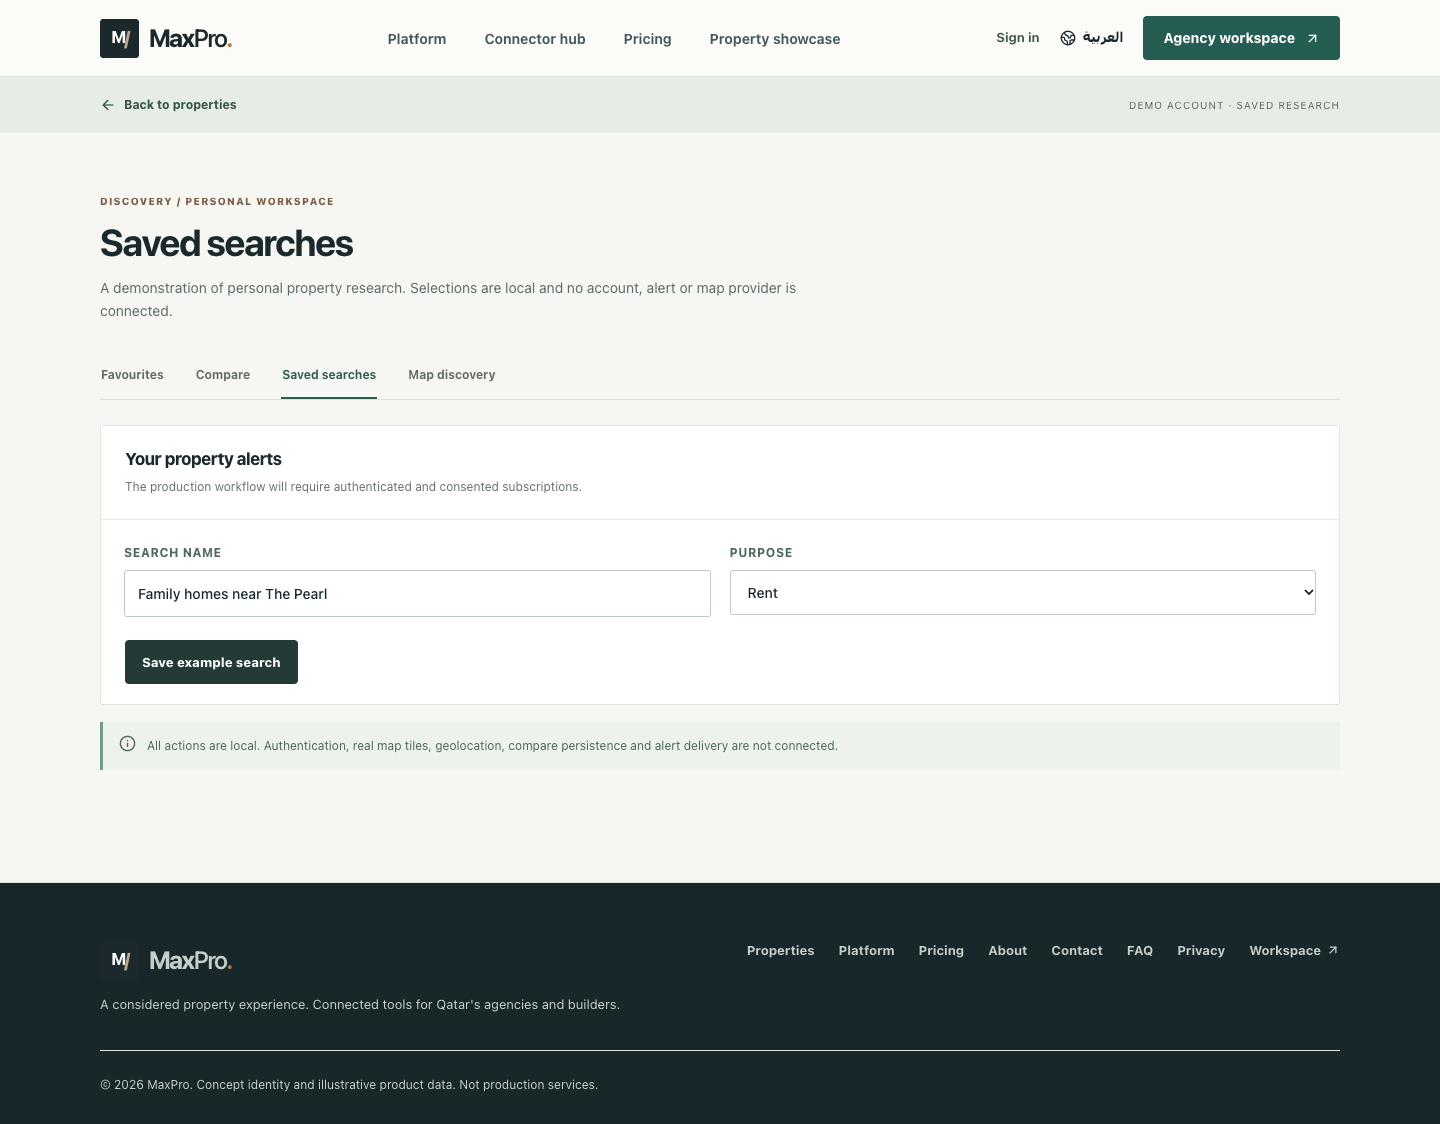 M/ MaxPro.
Platform
Connector hub
Pricing
Property showcase
Sign in
العربية
Agency workspace
Back to properties
DEMO ACCOUNT · SAVED RESEARCH
DISCOVERY / PERSONAL WORKSPACE
Saved searches
A demonstration of personal property research. Selections are local and no account, alert or map provider is
connected.
Favourites
Compare
Saved searches
Map discovery
Your property alerts
The production workflow will require authenticated and consented subscriptions.
SEARCH NAME
PURPOSE
Family homes near The Pearl
Rent
Save example search
All actions are local. Authentication, real map tiles, geolocation, compare persistence and alert delivery are not connected.
M/ MaxPro.
Properties
Platform
Pricing
About
Contact
FAQ
Privacy
Workspace
A considered property experience. Connected tools for Qatar's agencies and builders.
© 2026 MaxPro. Concept identity and illustrative product data. Not production services.